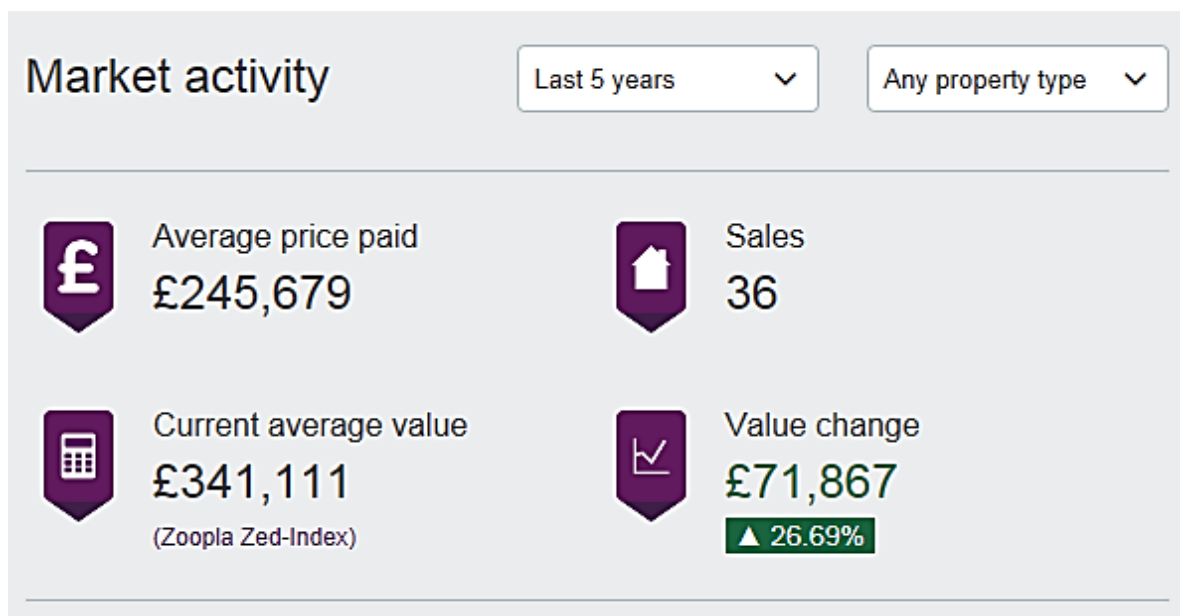 Market activity
Last 5 years
Any property type
Average price paid
£245,679
Sales
36
Current average value
£341,111
(Zoopla Zed-Index)
Value change
£71,867
▲ 26.69%